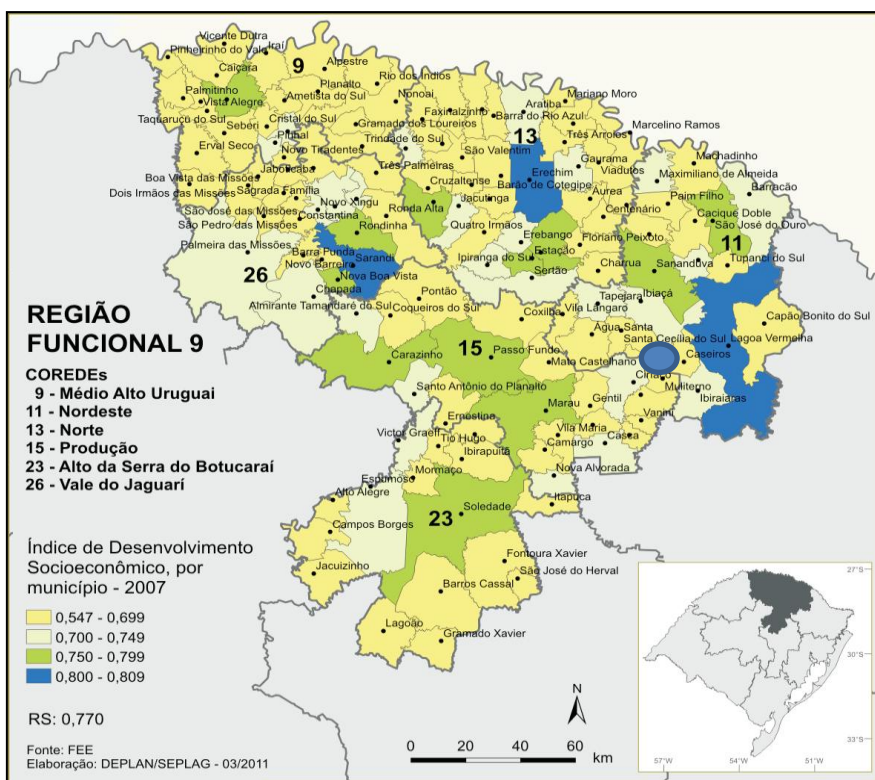 Vicente Dutra
Iraí
Pinheirinho do Vale
9
Alpestre
Caiçara
Rio dos Índios
Planalto
Mariano Moro
Palmitinho
Ametista do Sul
Nonoai
Aratiba
Vista Alegre
Faxinalzinho
Barra do Rio Azul
Taquaruçu do Sul
Cristal do Sul
Gramado dos Loureiros
13
Marcelino Ramos
Seberi
Pinhal
Trindade do Sul
Três Arroios
Erval Seco
Novo Tiradentes
São Valentim
Gaurama
Machadinho
Jaboticaba
Três Palmeiras
Erechim
Viadutos
Maximiliano de Almeida
Boa Vista das Missões
Cruzaltense
Barão de Cotegipe
Barracão
Dois Irmãos das Missões
Sagrada Família
Jacutinga
Aurea
Paim Filho
Novo Xingu
Centenário
Cacique Doble
São José das Missões
Constantina
Ronda Alta
São José do Ouro
São Pedro das Missões
Rondinha
Quatro Irmãos
Erebango
Floriano Peixoto
11
Palmeira das Missões
Barra Funda
Estação
Sananduva
Tupanci do Sul
26
Novo Barreiro
Sarandi
Ipiranga do Sul
Charrua
Nova Boa Vista
Sertão
Chapada
Pontão
Tapejara
Ibiaçá
Almirante Tamandaré do Sul
Coqueiros do Sul
Coxilha
Vila Lângaro
Capão Bonito do Sul
Água Santa
Santa Cecília do Sul
Lagoa Vermelha
15
Passo Fundo
Carazinho
Mato Castelhano
Caseiros
Santo Antônio do Planalto
Ciríaco
Muliterno
Ibiraiaras
Marau
Gentil
Ernestina
Vanini
Victor Graeff
Tio Hugo
Vila Maria
Casca
Ibirapuitã
Camargo
Mormaço
Nova Alvorada
Espumoso
Alto Alegre
Itapuca
Soledade
23
Campos Borges
Fontoura Xavier
Jacuizinho
São José do Herval
Barros Cassal
Lagoão
Gramado Xavier
REGIÃO
FUNCIONAL 9
COREDEs
9 - Médio Alto Uruguai
11 - Nordeste
13 - Norte
15 - Produção
23 - Alto da Serra do Botucaraí
26 - Vale do Jaguarí
Índice de Desenvolvimento
Socioeconômico, por
município - 2007
0,547 - 0,699
0,700 - 0,749
0,750 - 0,799
0,800 - 0,809
RS: 0,770
Fonte: FEE
Elaboração: DEPLAN/SEPLAG - 03/2011
N
0 20 40 60
km
27°S
30°S
33°S
57°W 54°W 51°W